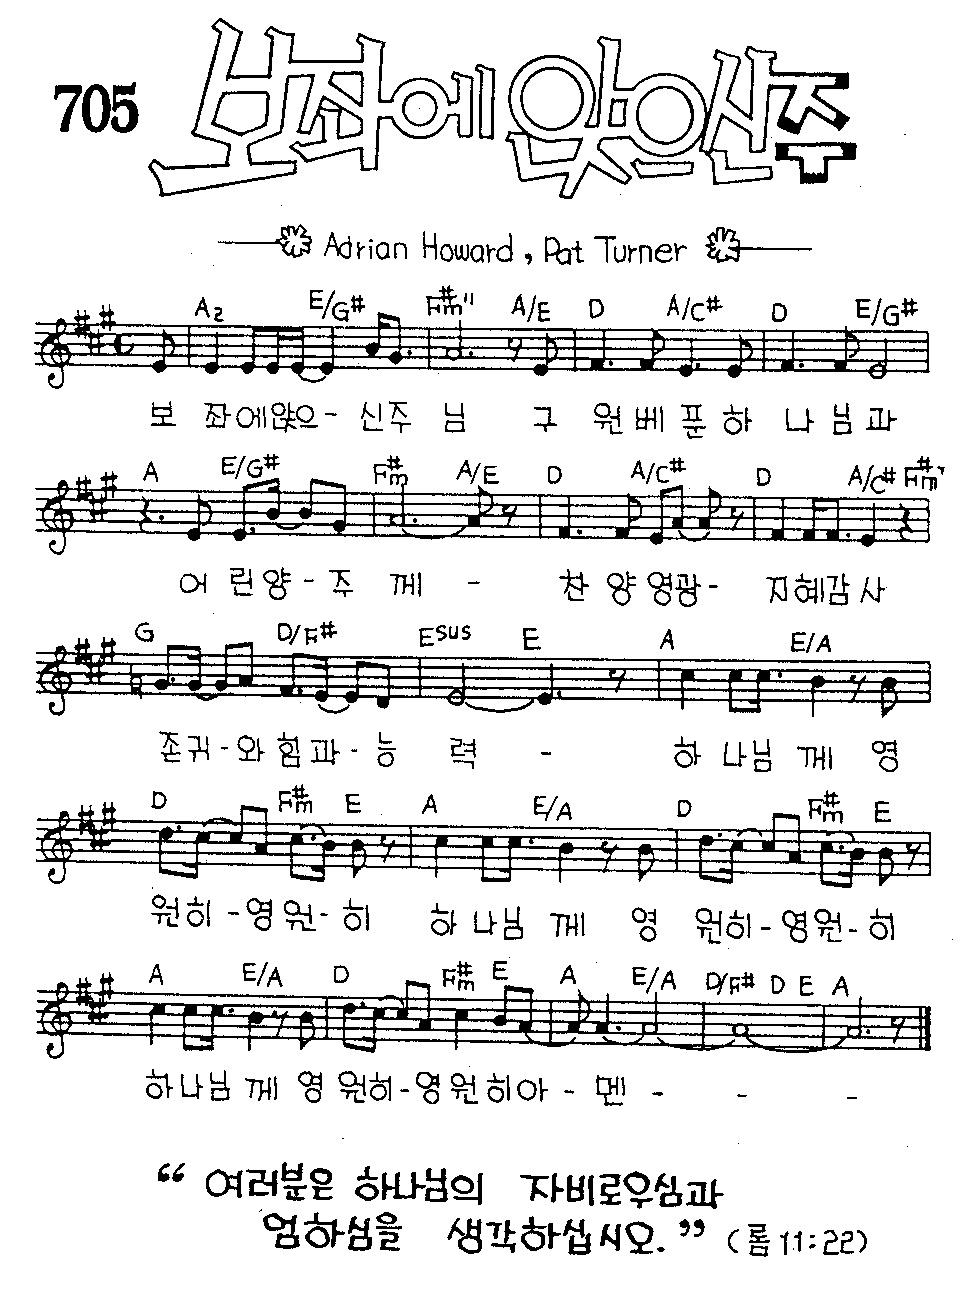 705
보좌에 앉으신 주
Adrian Howard, Pat Turner
A2 E/G# F#m11 A/E D A/C# D E/G#
보 좌에앉으- 신주 님 구 원베 푼하 나 님과
A E/G# F#m A/E D A/C# D A/C# F#m
어 린양- 주 께 - 찬 양 영광- 지혜감사
G D/F# Esus E A E/A
존귀-와 힘과- 능 력 - 하 나님 께 영
D F#m E A E/A D F#m E
원히 -영원- 히 하 나님 께 영 원히-영원-히
A E/A D F#m E A E/A D/F# D E A
하나님 께 영 원히-영원히아 - 멘 - - -
“ 여러분은 하나님의 자비로우심과
엄하심을 생각하십시오. ” (롬 11:22)